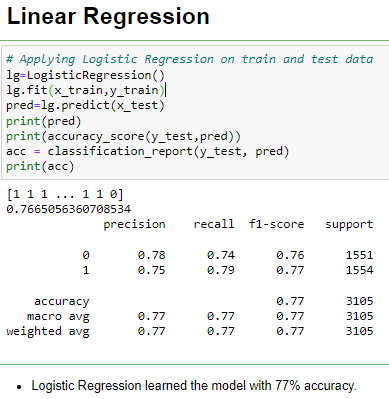 Linear Regression
# Applying Logistic Regression on train and test data
lg=LogisticRegression()
lg.fit(x_train,y_train)
pred=lg.predict(x_test)
print(pred)
print(accuracy_score(y_test,pred))
acc = classification_report(y_test, pred)
print(acc)
[1 1 1 ... 1 1 0]
0.7665056360708534
precision recall f1-score support
0 0.78 0.74 0.76 1551
1 0.75 0.79 0.77 1554
accuracy 0.77 3105
macro avg 0.77 0.77 0.77 3105
weighted avg 0.77 0.77 0.77 3105
• Logistic Regression learned the model with 77% accuracy.